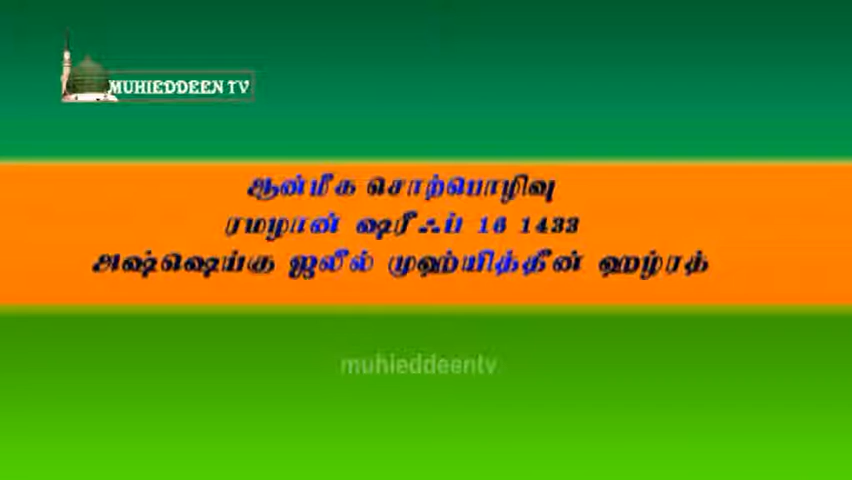 MUHIEDDEEN TV
ஆன்மீக சொற்பொழிவு
ரமழான் ஷரீஃப் 16 1433
அஷ்ஷெய்கு ஜலீல் முஹ்யித்தீன் ஹழ்ரத்
muhieddeentv